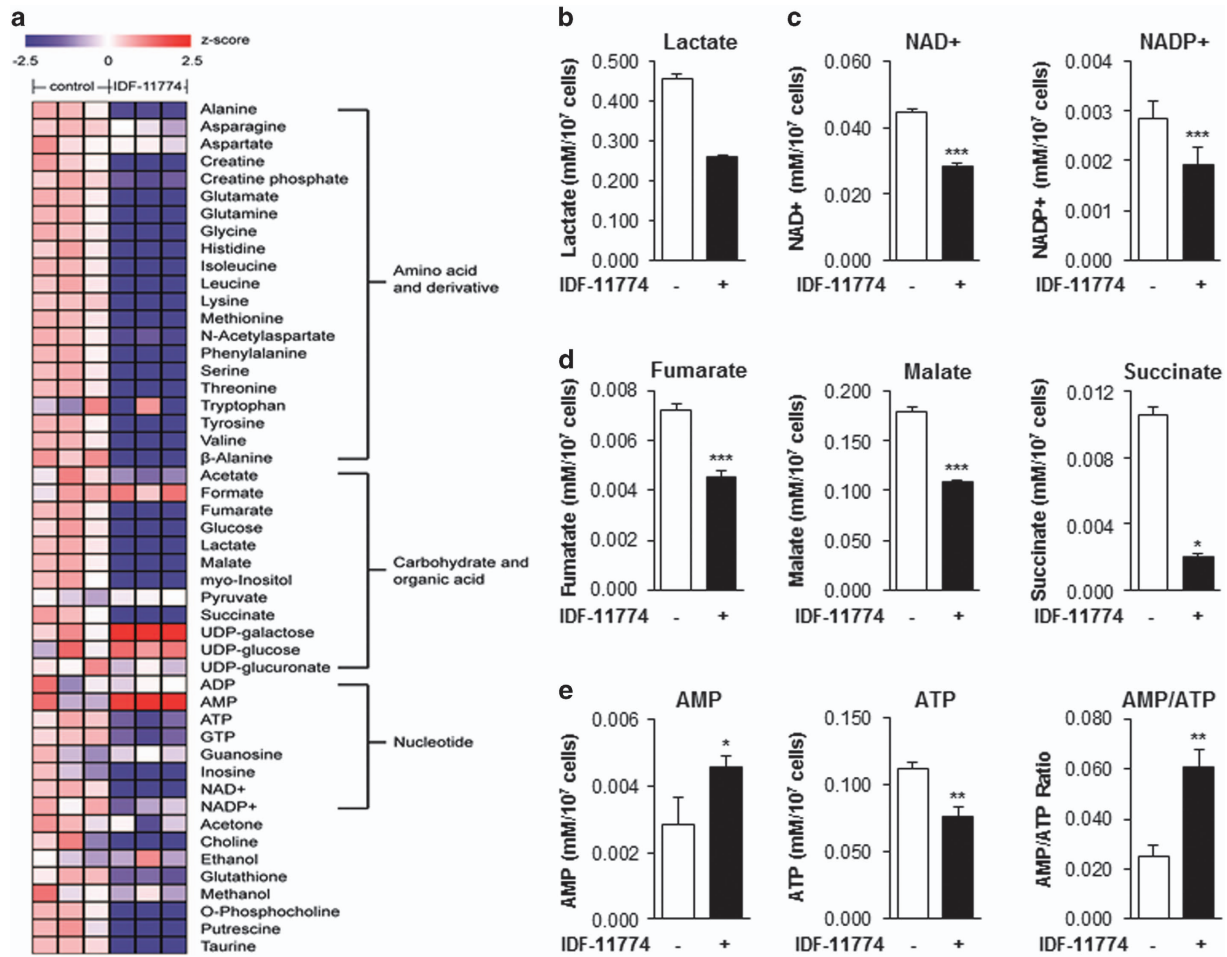 a
z-score
-2.5 0 2.5
control IDF-11774
Alanine
Asparagine
Aspartate
Creatine
Creatine phosphate
Glutamate
Glutamine
Glycine
Histidine
Isoleucine
Leucine
Lysine
Methionine
N-Acetylaspartate
Phenylalanine
Serine
Threonine
Tryptophan
Tyrosine
Valine
β-Alanine
Amino acid
and derivative
Acetate
Formate
Fumarate
Glucose
Lactate
Malate
myo-Inositol
Pyruvate
Succinate
UDP-galactose
UDP-glucose
UDP-glucuronate
Carbohydrate and
organic acid
ADP
AMP
ATP
GTP
Guanosine
Inosine
NAD+
NADP+
Nucleotide
Acetone
Choline
Ethanol
Glutathione
Methanol
O-Phosphocholine
Putrescine
Taurine
b
Lactate
Lactate (mM/10⁷ cells)
0.500
0.400
0.300
0.200
0.100
0.000
IDF-11774 - +
c
NAD+
NAD+ (mM/10⁷ cells)
0.060
0.040
0.020
0.000
***
IDF-11774 - +
NADP+
NADP+ (mM/10⁷ cells)
0.004
0.003
0.002
0.001
0.000
***
IDF-11774 - +
d
Fumarate
Fumatate (mM/10⁷ cells)
0.008
0.006
0.004
0.002
0.000
***
IDF-11774 - +
Malate
Malate (mM/10⁷ cells)
0.200
0.150
0.100
0.050
0.000
***
IDF-11774 - +
Succinate
Succinate (mM/10⁷ cells)
0.012
0.008
0.004
0.000
*
IDF-11774 - +
e
AMP
AMP (mM/10⁷ cells)
0.006
0.004
0.002
0.000
*
IDF-11774 - +
ATP
ATP (mM/10⁷ cells)
0.150
0.100
0.050
0.000
**
IDF-11774 - +
AMP/ATP
AMP/ATP Ratio
0.080
0.060
0.040
0.020
0.000
**
IDF-11774 - +